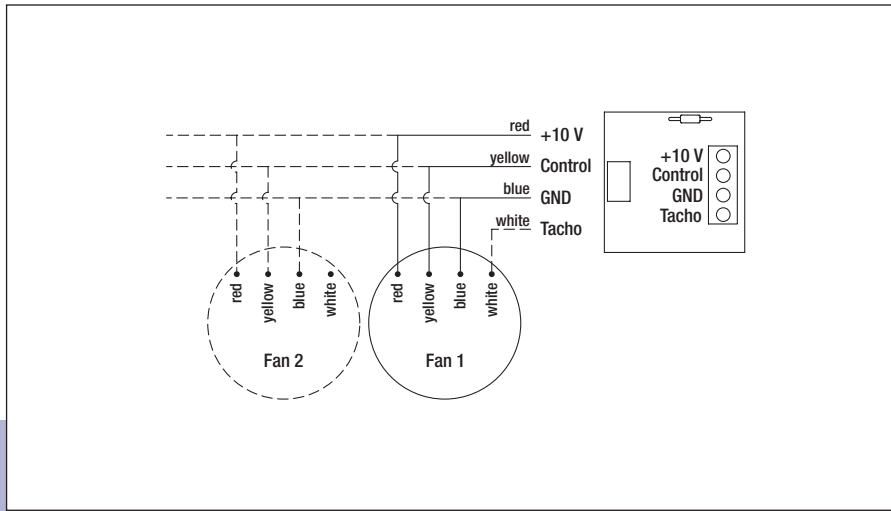 red +10 V
yellow Control
blue GND
white Tacho
+10 V
Control
GND
Tacho
red yellow blue white
Fan 2
red yellow blue white
Fan 1